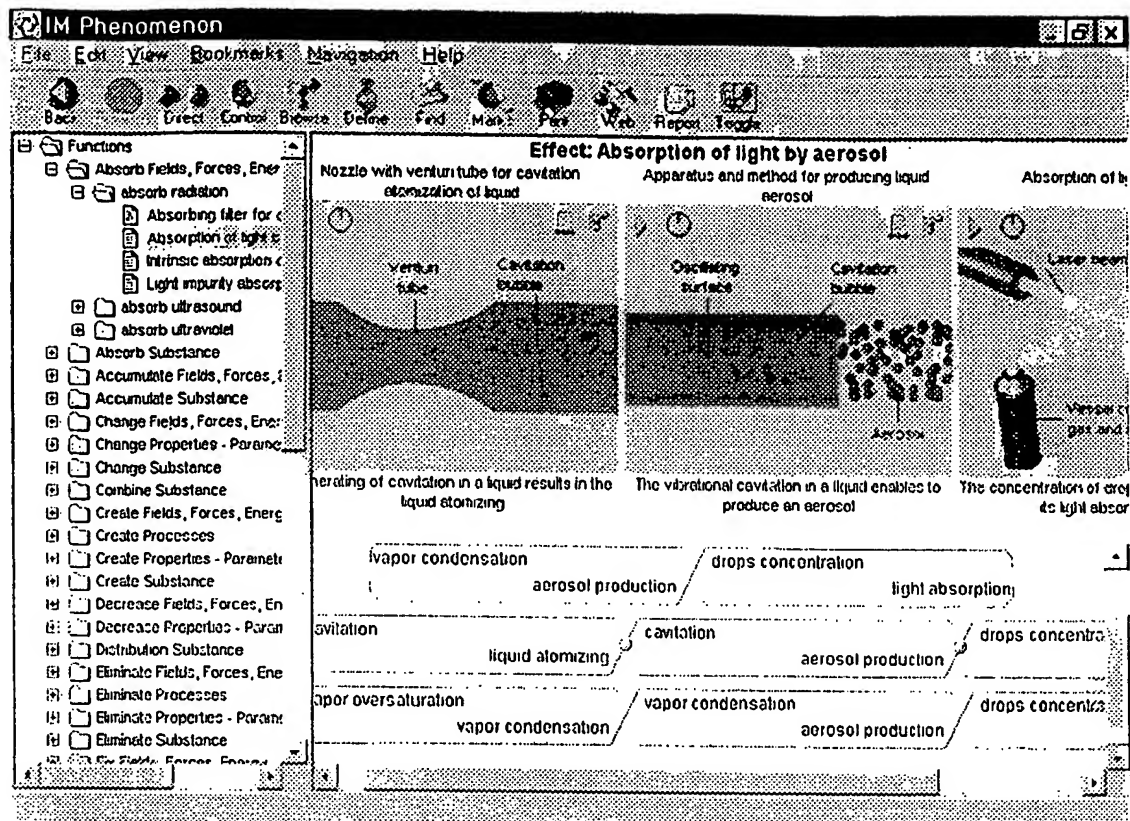 IM Phenomenon
File Edit View Bookmarks Navigation Help
Back Direct Control Browse Define Find Mark Web Report Toggle
Functions
Absorb Fields, Forces, Ener
absorb radiation
Absorbing filter for
Absorption of light
Intrinsic absorption
Light impurity absorp
absorb ultrasound
absorb ultraviolet
Absorb Substance
Accumulate Fields, Forces,
Accumulate Substance
Change Fields, Forces, Ener
Change Properties - Parame
Change Substance
Combine Substance
Create Fields, Forces, Energ
Create Processes
Create Properties - Paramete
Create Substance
Decrease Fields, Forces, En
Decrease Properties - Param
Distribution Substance
Eliminate Fields, Forces, Ene
Eliminate Processes
Eliminate Properties - Parame
Eliminate Substance
Fields, Forces,
Effect: Absorption of light by aerosol
Nozzle with venturi tube for cavitation
atomization of liquid
Venturi
tube
Cavitation
bubble
nerating of cavitation in a liquid results in the
liquid atomizing
Apparatus and method for producing liquid
aerosol
Oscillating
surface
Cavitation
bubble
Aerosol
The vibrational cavitation in a liquid enables to
produce an aerosol
Absorption of li
Laser beam
Vessel
gas and
The concentration of drop
its light absor
vapor condensation
aerosol production
drops concentration
light absorption
avitation
liquid atomizing
cavitation
aerosol production
drops concentra
apor oversaturation
vapor condensation
vapor condensation
aerosol production
drops concentra